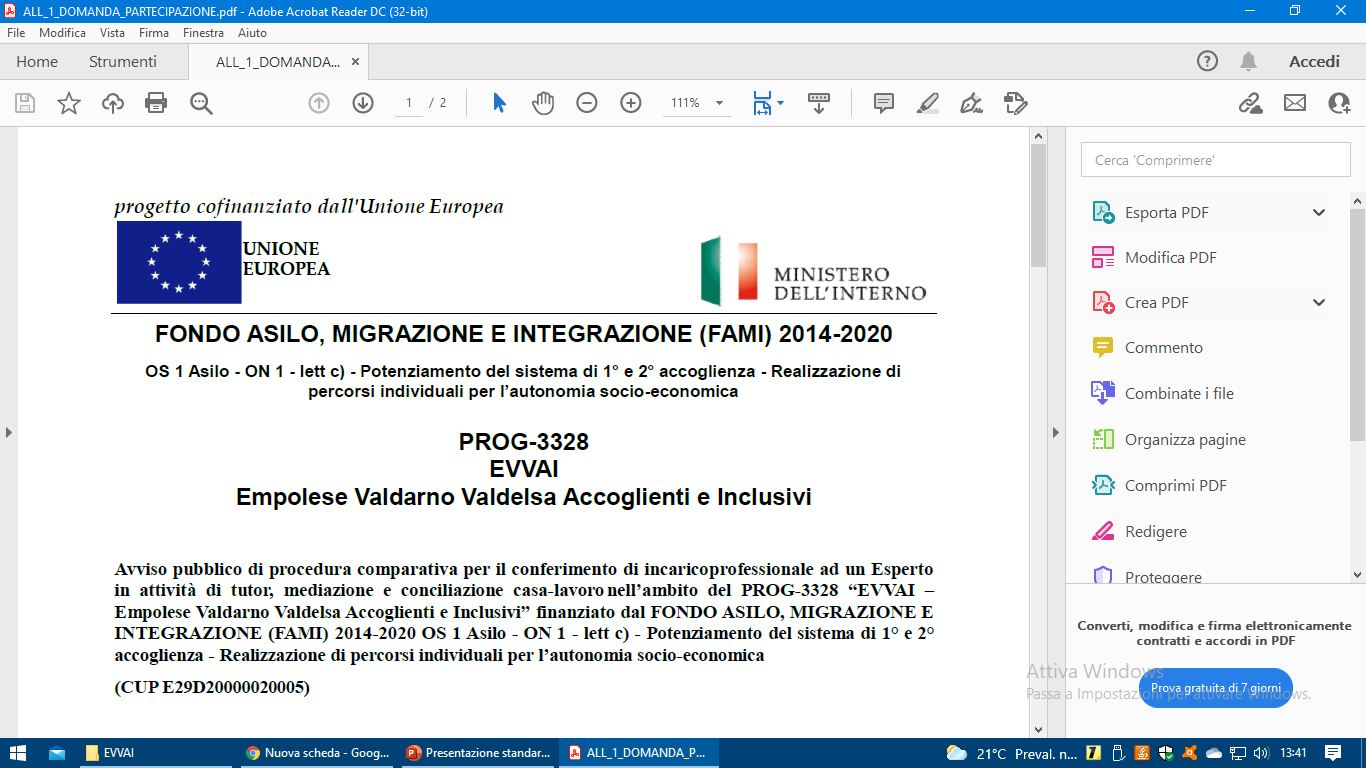 ALL_1_DOMANDA_PARTECIPAZIONE.pdf - Adobe Acrobat Reader DC (32-bit)
File Modifica Vista Firma Finestra Aiuto
Home Strumenti ALL_1_DOMANDA... × Accedi
1 / 2 111%
Cerca 'Comprimere'
progetto cofinanziato dall'Unione Europea
UNIONE
EUROPEA
MINISTERO
DELL'INTERNO
FONDO ASILO, MIGRAZIONE E INTEGRAZIONE (FAMI) 2014-2020
OS 1 Asilo - ON 1 - lett c) - Potenziamento del sistema di 1° e 2° accoglienza - Realizzazione di
percorsi individuali per l’autonomia socio-economica
PROG-3328
EVVAI
Empolese Valdarno Valdelsa Accoglienti e Inclusivi
Avviso pubblico di procedura comparativa per il conferimento di incaricoprofessionale ad un Esperto
in attività di tutor, mediazione e conciliazione casa-lavoro nell’ambito del PROG-3328 “EVVAI –
Empolese Valdarno Valdelsa Accoglienti e Inclusivi” finanziato dal FONDO ASILO, MIGRAZIONE E
INTEGRAZIONE (FAMI) 2014-2020 OS 1 Asilo - ON 1 - lett c) - Potenziamento del sistema di 1° e 2°
accoglienza - Realizzazione di percorsi individuali per l’autonomia socio-economica
(CUP E29D20000020005)
Esporta PDF
Modifica PDF
Crea PDF
Commento
Combinate i file
Organizza pagine
Comprimi PDF
Redigere
Proteggere
Converti, modifica e firma elettronicamente
contratti e accordi in PDF
Prova gratuita di 7 giorni
Attiva Windows
Passa a Impostazioni per attivare Windows.
EVVAI Nuova scheda - Goog... Presentazione standar... ALL_1_DOMANDA_P... 21°C Preval. n... 13:41